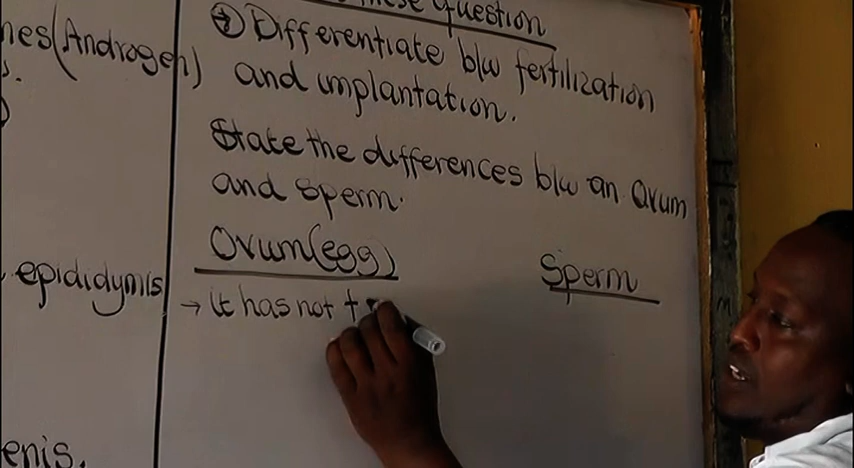 these question
nes(Androgen)
→ Differentiate b/w fertilization
and implantation.
State the differences b/w an Ovum
and sperm.
Ovum(egg)
Sperm
epididymis
→ it has not t
enis.